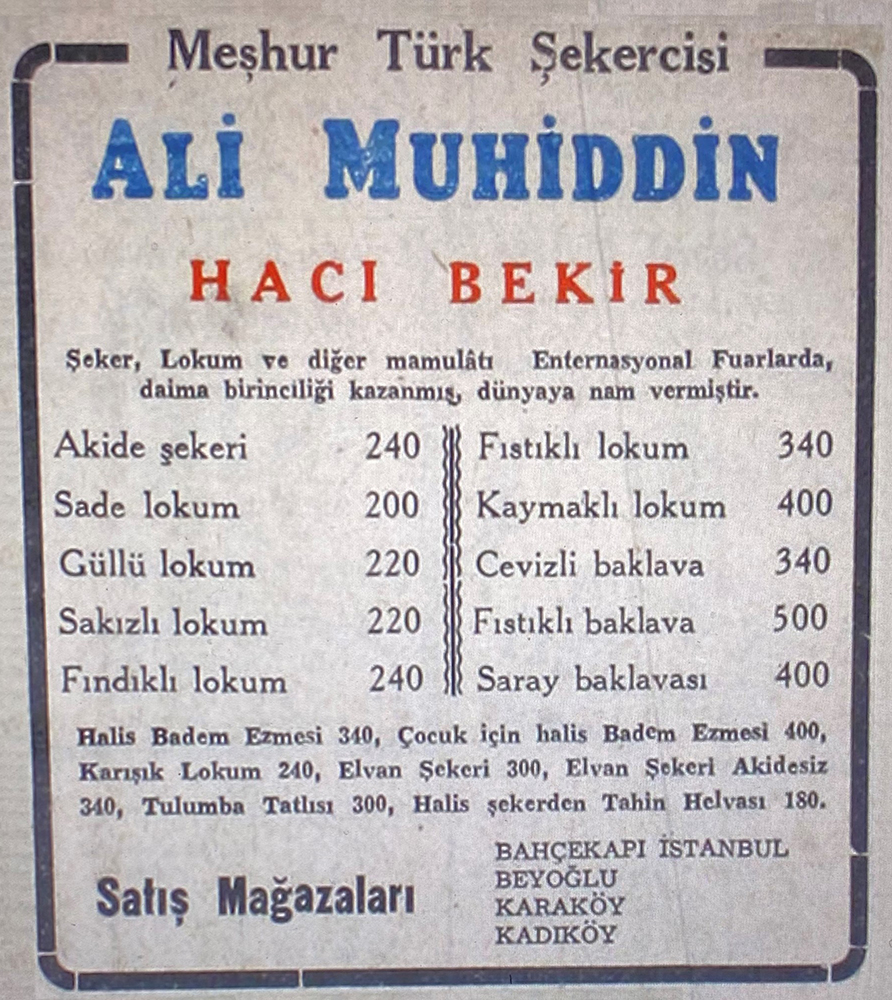 Meşhur Türk Şekercisi
ALİ MUHİDDİN
HACI BEKİR
Şeker, Lokum ve diğer mamulâtı Enternasyonal Fuarlarda,
daima birinciliği kazanmış, dünyaya nam vermiştir.
Akide şekeri 240
Sade lokum 200
Güllü lokum 220
Sakızlı lokum 220
Fındıklı lokum 240
Fıstıklı lokum 340
Kaymaklı lokum 400
Cevizli baklava 340
Fıstıklı baklava 500
Saray baklavası 400
Halis Badem Ezmesi 340, Çocuk için halis Badem Ezmesi 400,
Karışık Lokum 240, Elvan Şekeri 300, Elvan Şekeri Akidesiz
340, Tulumba Tatlısı 300, Halis şekerden Tahin Helvası 180.
Satış Mağazaları
BAHÇEKAPI İSTANBUL
BEYOĞLU
KARAKÖY
KADIKÖY